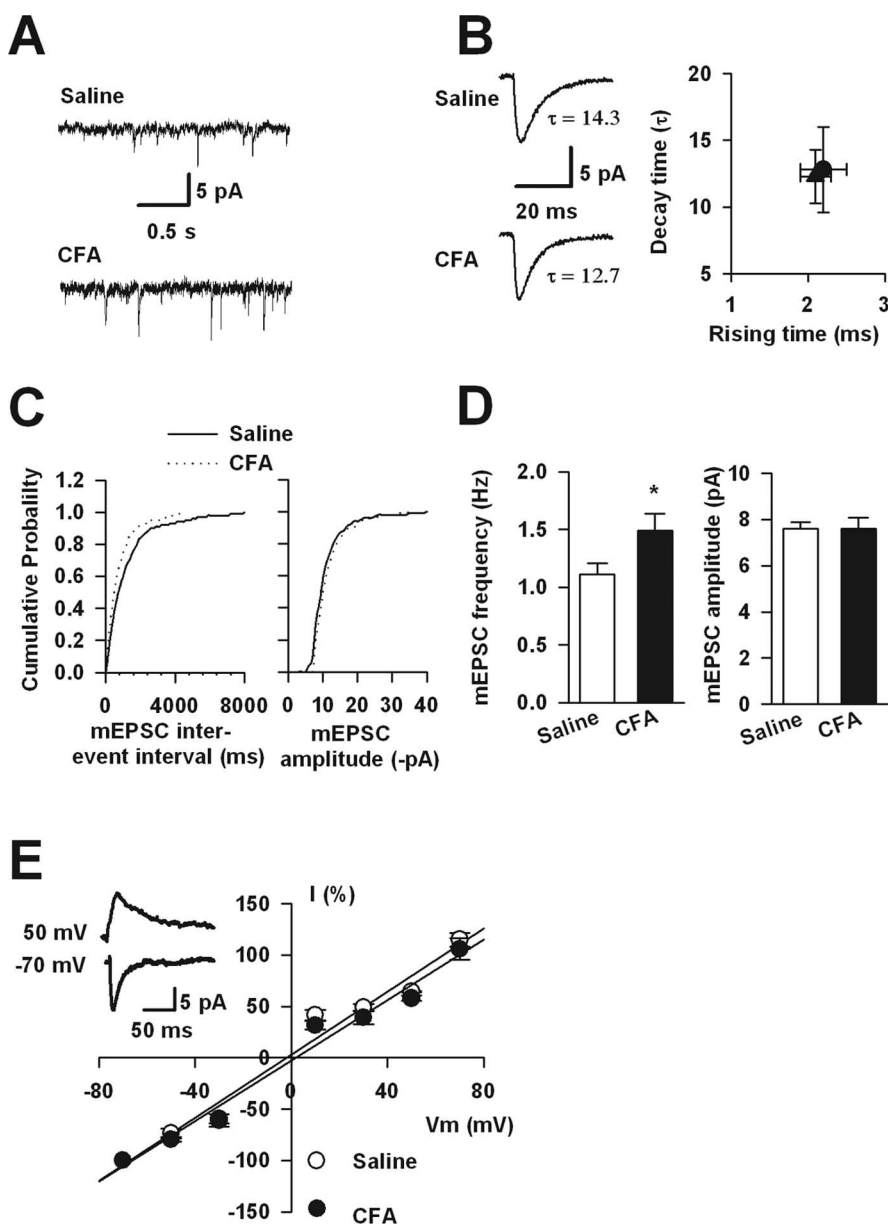 A
Saline
5 pA
0.5 s
CFA
B
Saline
τ = 14.3
5 pA
20 ms
CFA
τ = 12.7
Decay time (τ)
20
15
10
5
1 2 3
Rising time (ms)
C
Saline
CFA
Cumulative Probalilty
1.2
1.0
0.8
0.6
0.4
0.2
0.0
0 4000 8000
mEPSC inter-
event interval (ms)
0 10 20 30 40
mEPSC
amplitude (-pA)
D
mEPSC frequency (Hz)
2.0
1.5
1.0
0.5
0.0
*
Saline CFA
mEPSC amplitude (pA)
10
8
6
4
2
0
Saline CFA
E
I (%)
50 mV
-70 mV
5 pA
50 ms
150
100
50
0
-50
-100
-150
-80 -40 0 40 80
Vm (mV)
Saline
CFA